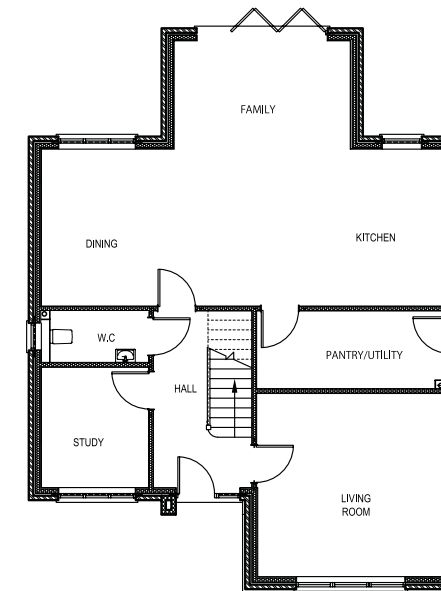 FAMILY
KITCHEN
DINING
W.C
PANTRY/UTILITY
HALL
STUDY
LIVING
ROOM